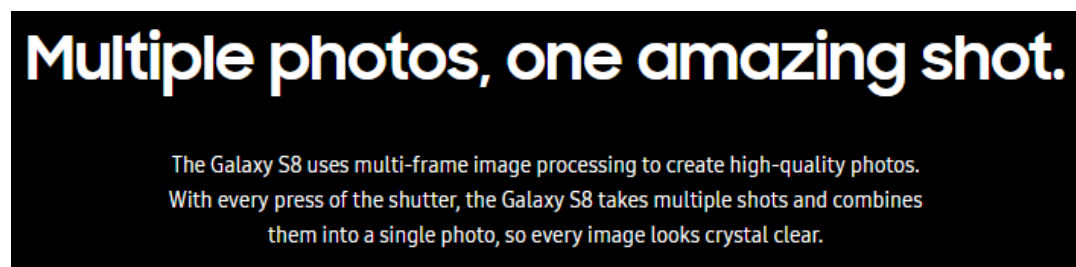 Multiple photos, one amazing shot.
The Galaxy S8 uses multi-frame image processing to create high-quality photos.
With every press of the shutter, the Galaxy S8 takes multiple shots and combines
them into a single photo, so every image looks crystal clear.